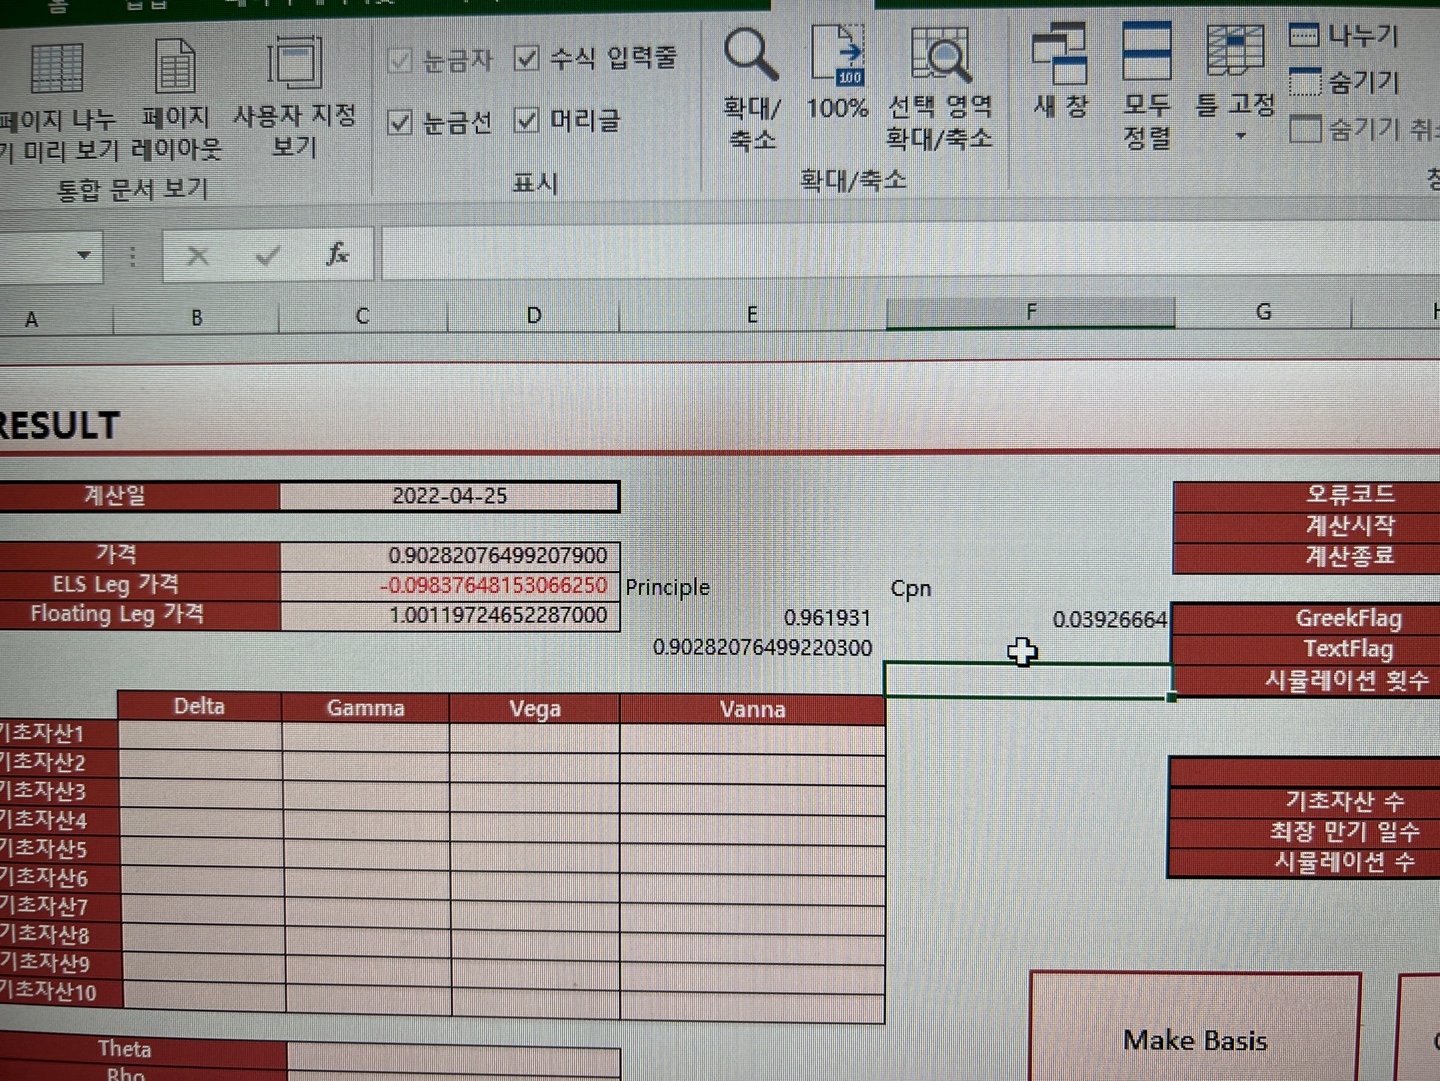 홈
페이지 나누
기 미리 보기
페이지
레이아웃
사용자 지정
보기
통합 문서 보기
눈금자
수식 입력줄
눈금선
머리글
표시
확대/
축소
100
100%
선택 영역
확대/축소
확대/축소
새 창
모두
정렬
틀 고정
나누기
숨기기
숨기기
fx
A B C D E F G
RESULT
계산일 2022-04-25
오류코드
계산시작
계산종료
가격 0.90282076499207900
ELS Leg 가격 -0.09837648153066250 Principle Cpn
Floating Leg 가격 1.00119724652287000 0.961931 0.03926664 GreekFlag
0.90282076499220300 TextFlag
시뮬레이션 횟수
Delta Gamma Vega Vanna
기초자산1
기초자산2
기초자산3
기초자산4
기초자산5
기초자산6
기초자산7
기초자산8
기초자산9
기초자산10
기초자산 수
최장 만기 일수
시뮬레이션 수
Make Basis
Theta
Rho